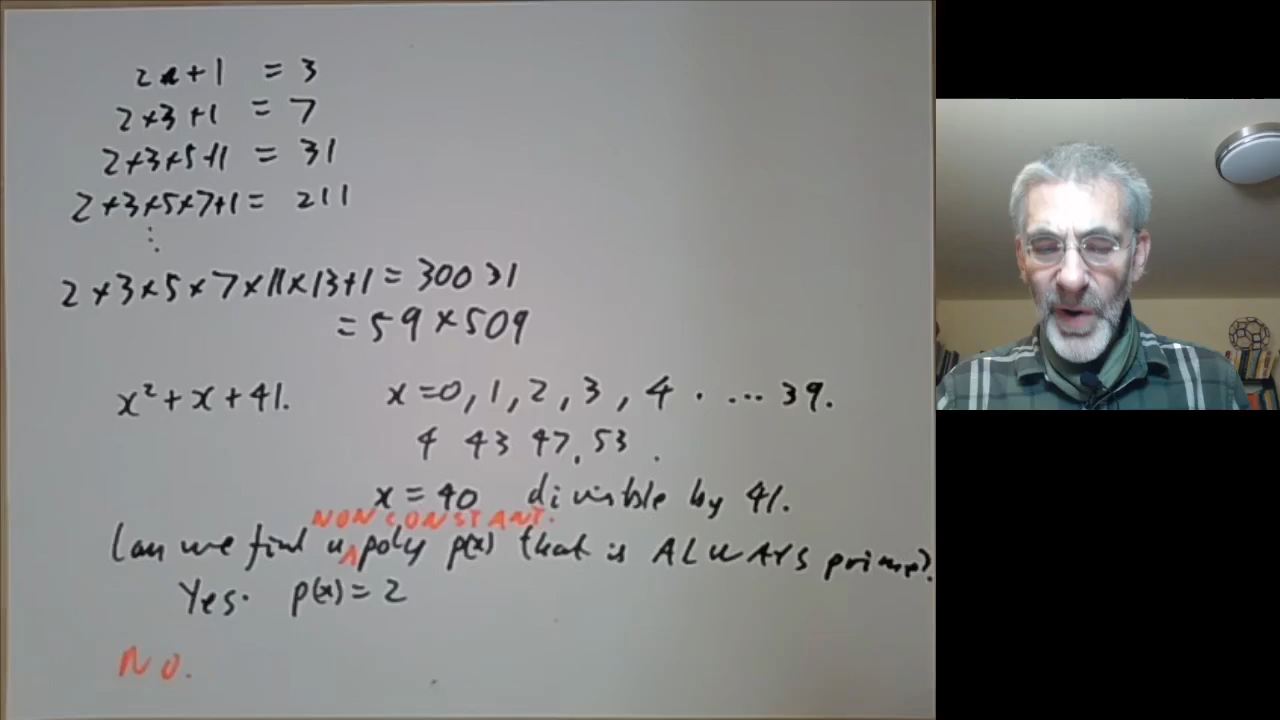 2 + 1 = 3
2×3+1 = 7
2×3×5+1 = 31
2×3×5×7+1 = 211
⋮
2×3×5×7×11×13+1 = 30031
= 59×509
x²+x+41. x=0,1,2,3,4 . ... 39.
4 43 47, 53 .
x = 40 divisible by 41.
NON CONSTANT.
Can we find a ∧ poly p(x) that is ALWAYS prime?
Yes. p(x) = 2
NO.